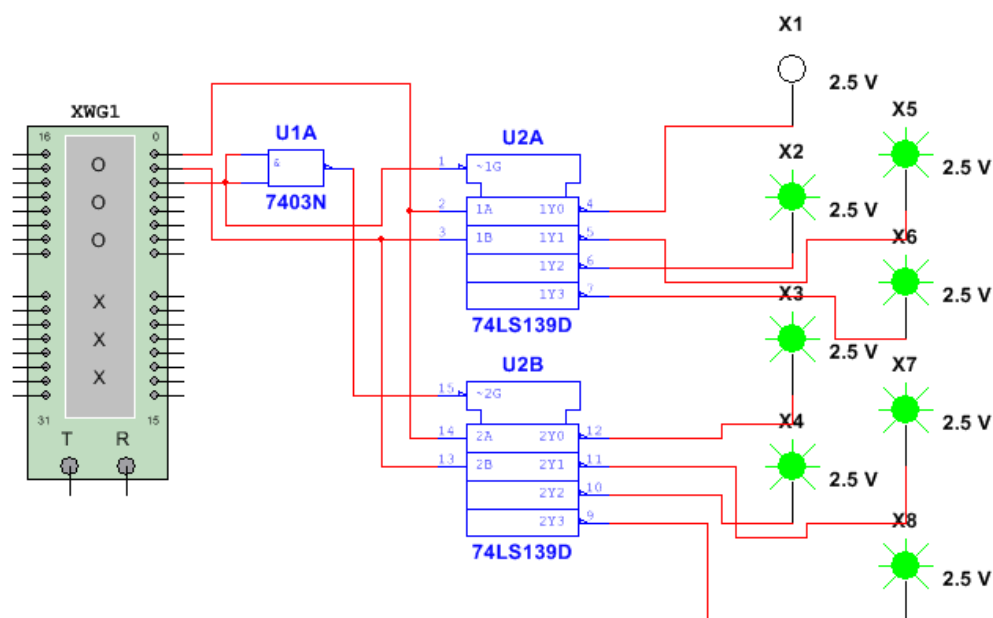 XWG1
16 0
O
O
O
X
X
X
31 15
T R
U1A
&
7403N
U2A
1 ~1G
2 1A 1Y0 4
3 1B 1Y1 5
1Y2 6
1Y3 7
74LS139D
U2B
15 ~2G
14 2A 2Y0 12
13 2B 2Y1 11
2Y2 10
2Y3 9
74LS139D
X1
2.5 V
X5
2.5 V
X2
2.5 V
X6
2.5 V
X3
2.5 V
X7
2.5 V
X4
2.5 V
X8
2.5 V